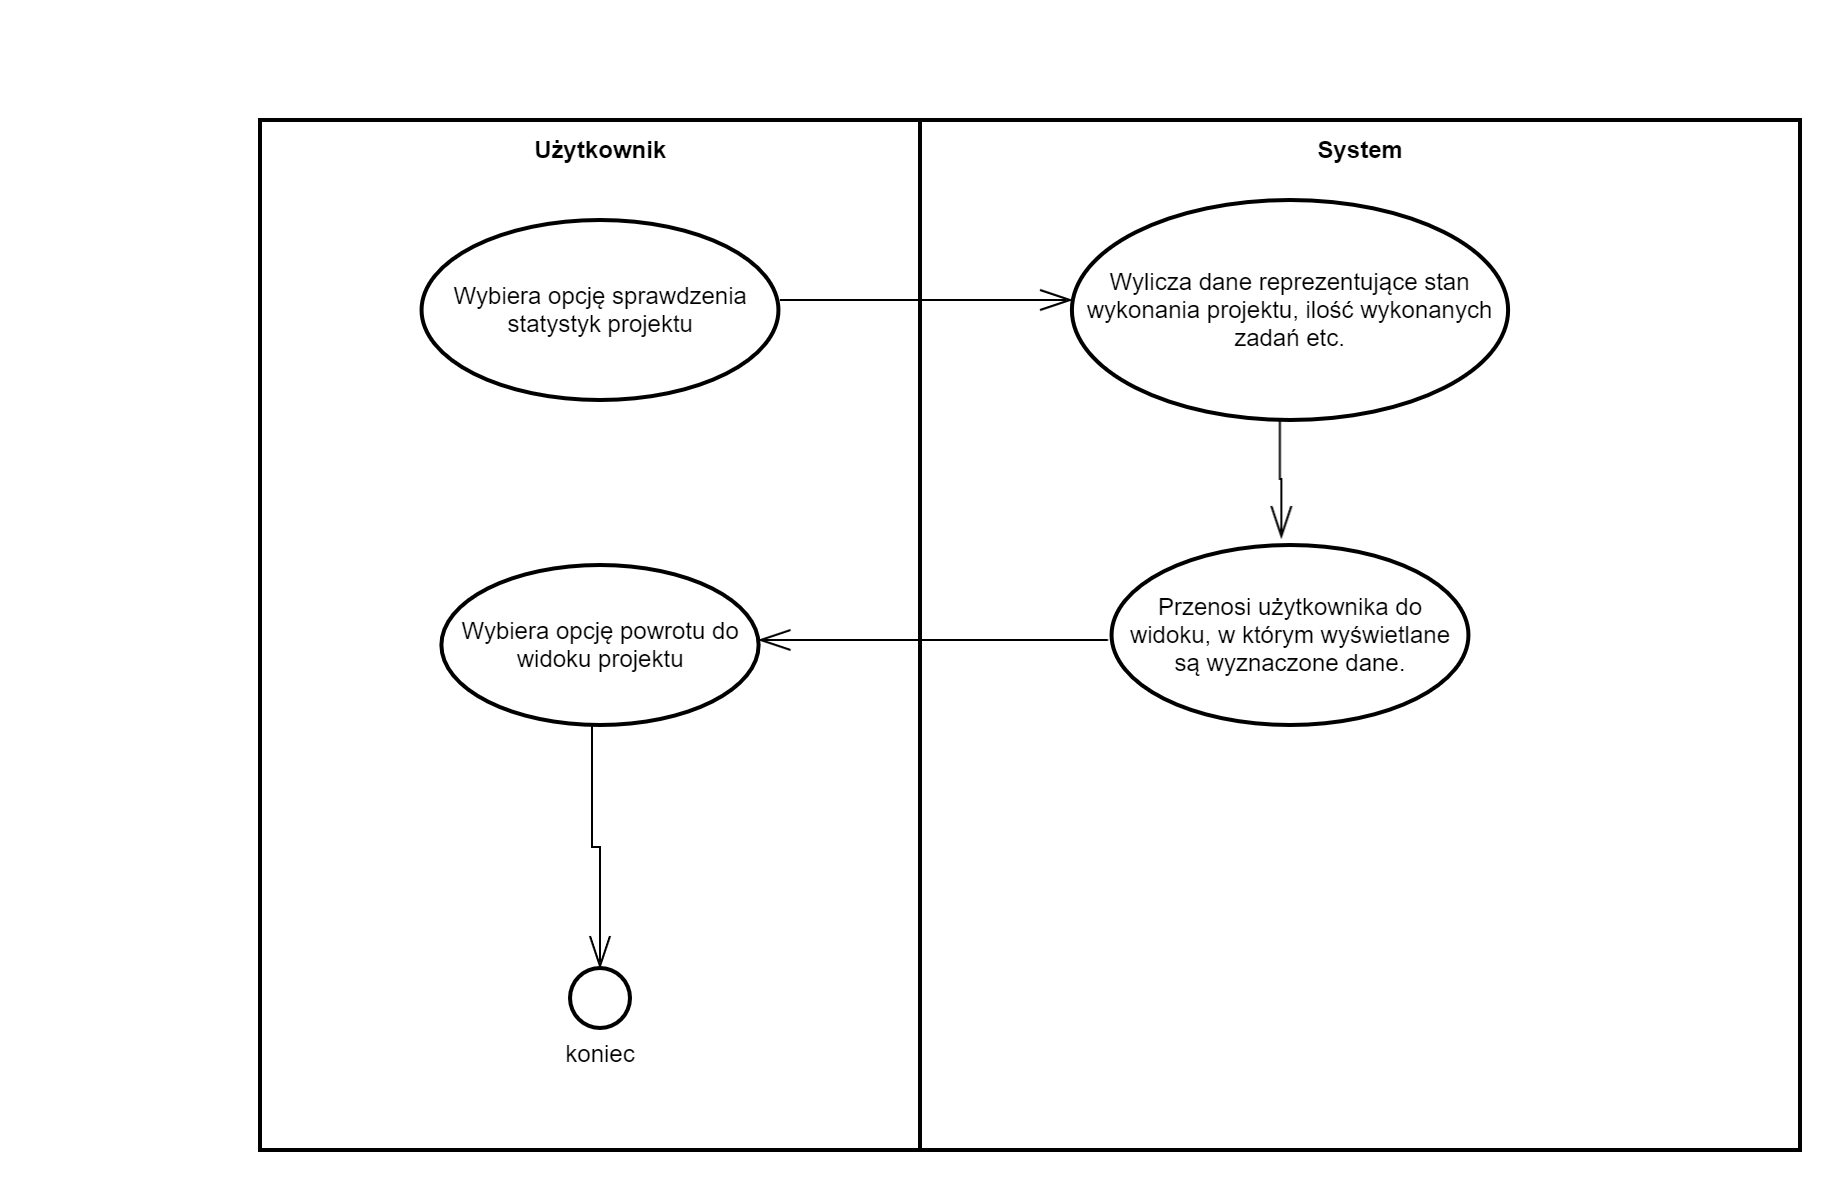 Użytkownik
System
Wybiera opcję sprawdzenia
statystyk projektu
Wylicza dane reprezentujące stan
wykonania projektu, ilość wykonanych
zadań etc.
Przenosi użytkownika do
widoku, w którym wyświetlane
są wyznaczone dane.
Wybiera opcję powrotu do
widoku projektu
koniec